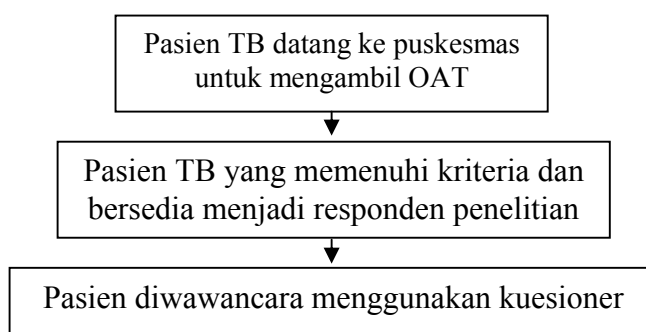 Pasien TB datang ke puskesmas
untuk mengambil OAT
Pasien TB yang memenuhi kriteria dan
bersedia menjadi responden penelitian
Pasien diwawancara menggunakan kuesioner